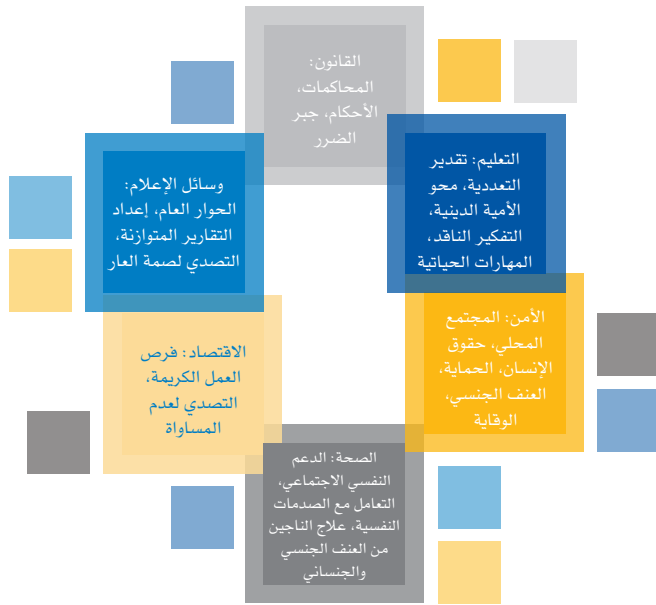 القانون:
المحاكمات،
الأحكام، جبر
الضرر
التعليم: تقدير
التعددية، محو
الأمية الدينية،
التفكير الناقد،
المهارات الحياتية
وسائل الإعلام:
الحوار العام، إعداد
التقارير المتوازنة،
التصدي لصمة العار
الأمن: المجتمع
المحلي، حقوق
الإنسان، الحماية،
العنف الجنسي،
الوقاية
الاقتصاد: فرص
العمل الكريمة،
التصدي لعدم
المساواة
الصحة: الدعم
النفسي الاجتماعي،
التعامل مع الصدمات
النفسية، علاج الناجين
من العنف الجنسي
والجنساني